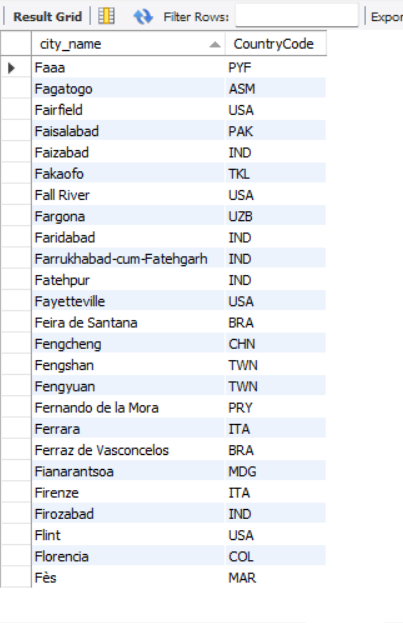 Result Grid Filter Rows: Expor
city_name CountryCode
Faaa PYF
Fagatogo ASM
Fairfield USA
Faisalabad PAK
Faizabad IND
Fakaofo TKL
Fall River USA
Fargona UZB
Faridabad IND
Farrukhabad-cum-Fatehgarh IND
Fatehpur IND
Fayetteville USA
Feira de Santana BRA
Fengcheng CHN
Fengshan TWN
Fengyuan TWN
Fernando de la Mora PRY
Ferrara ITA
Ferraz de Vasconcelos BRA
Fianarantsoa MDG
Firenze ITA
Firozabad IND
Flint USA
Florencia COL
Fès MAR